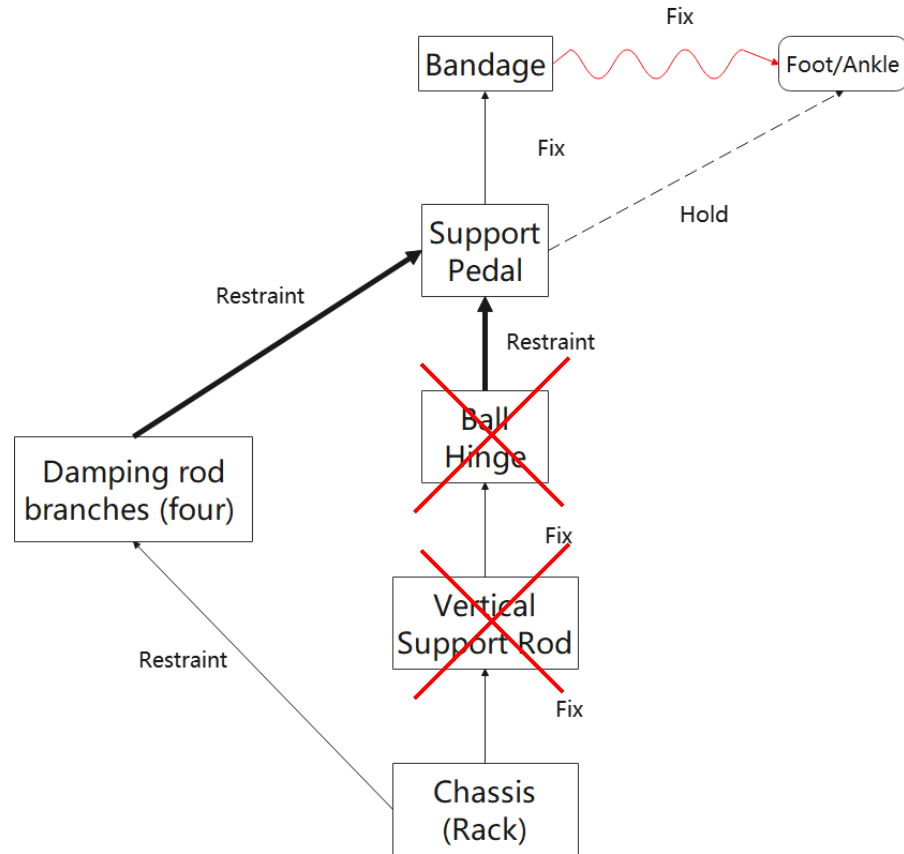 Fix
Bandage
Foot/Ankle
Fix
Hold
Support
Pedal
Restraint
Restraint
Ball
Hinge
Damping rod
branches (four)
Fix
Vertical
Support Rod
Restraint
Fix
Chassis
(Rack)